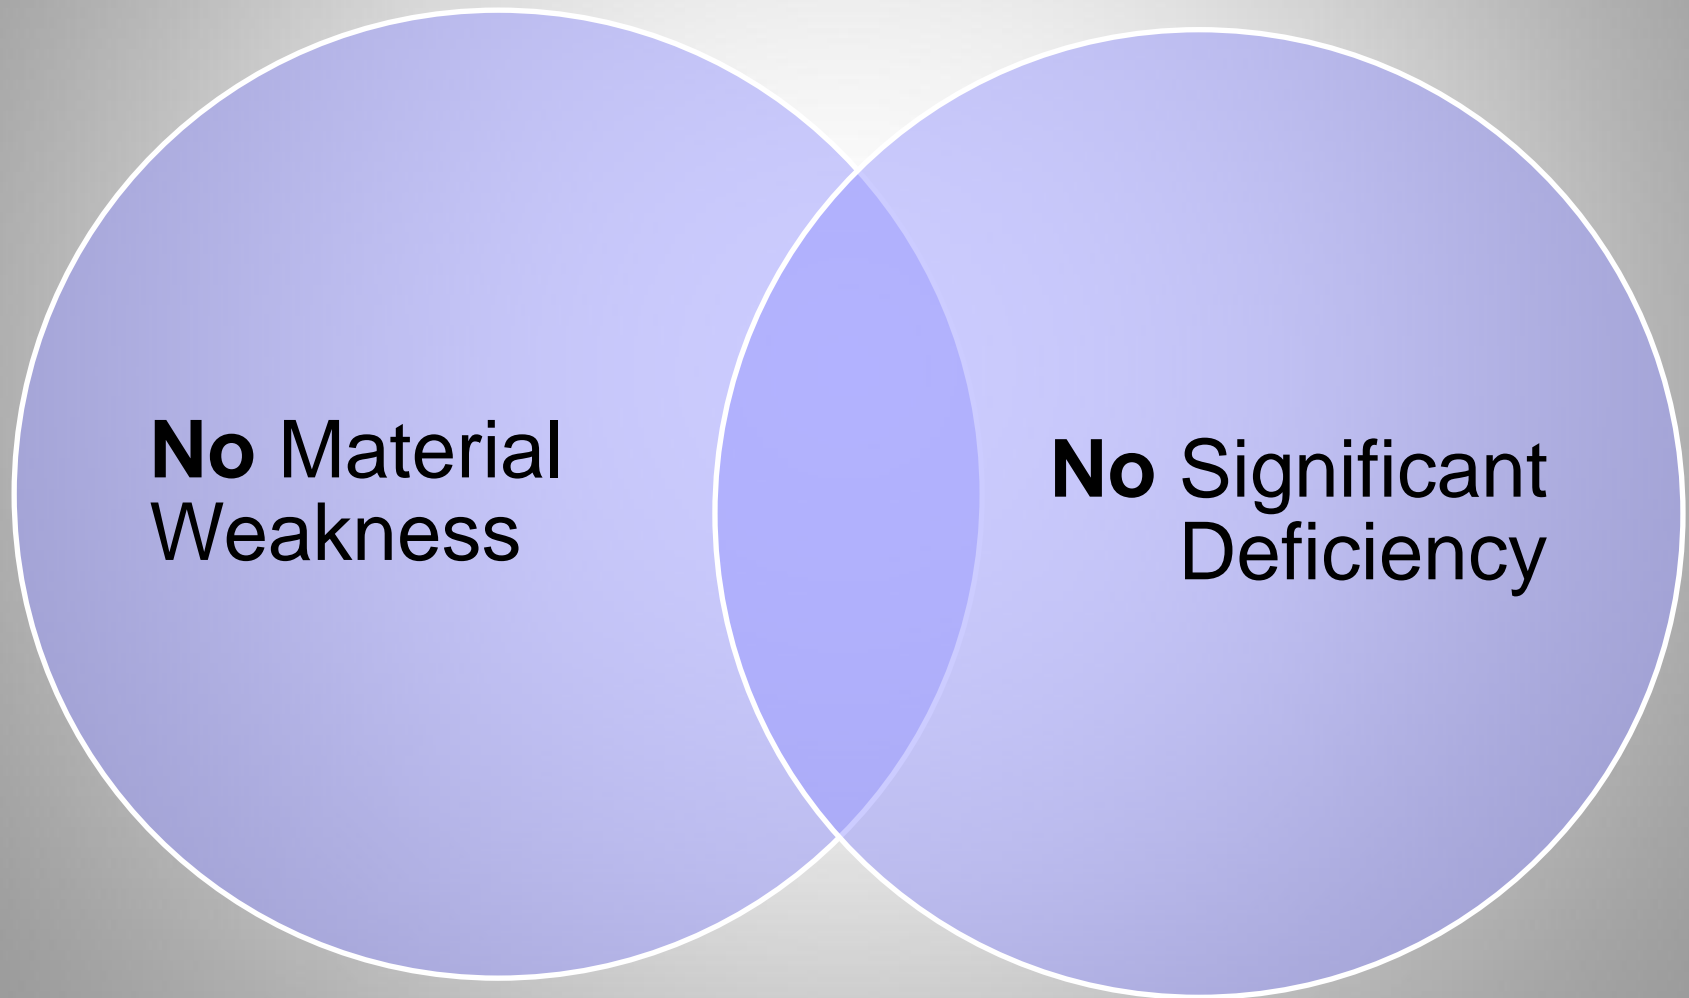 No Material
Weakness
No Significant
Deficiency